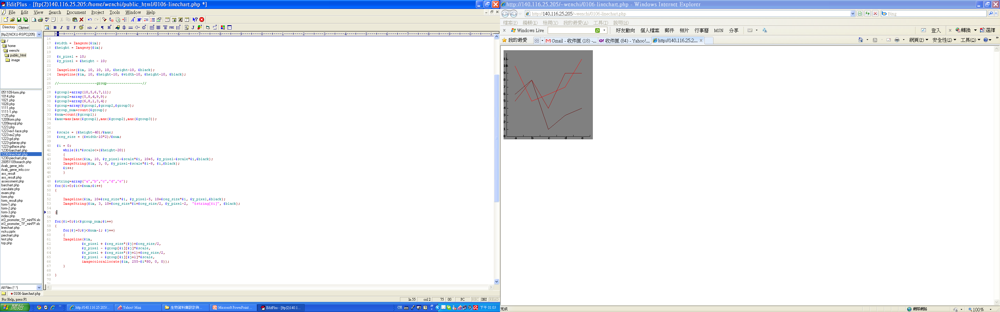 EditPlus - [ftp(2)140.116.25.205:/home/wenchi/public_html/0106-linechart.php *]
File Edit View Search Document Project Tools Window Help
Directory Cliptext
[ftp2] NCKU-RSPC(205)
/
home
wenchi
public_html
image
051109-form.php
1014.php
1021.php
1028.php
1111.php
1111-1.php
1125.php
1209form.php
1209mysql.php
1223.php
1223-ex1-face.php
1223-ex2.php
1223-gd.php
1223-gdarray.php
1223-gdface.php
1230-barchart.php
1230-linechart.php
1230-piechart.php
20051109search.php
Arab_gene_info
Arab_gene_info.csv
ass_result
ass_result.php
assessment.php
barchart.php
caculate.php
exam.php
form.php
form_result.php
form-1.php
form-2.php
form-3.php
index.php
irt3_promoter_TF_minFN.xls
irt3_promoter_TF_minFP.xls
linechart.php
ncku.pptx
piechart.php
test.php
top.php
All Files (*.*)
0106-linechart.php
For Help, press F1
16
17 $width = Imagesx($im);
18 $height = Imagesy($im);
19
20 $x_pixel = 10;
21 $y_pixel = $height - 10;
22
23 ImageLine($im, 10, 10, 10, $height-10, $black);
24 ImageLine($im, 10, $height-10, $width-10, $height-10, $black);
25
26 //------------------group-----------------//
27
28 $group1=array(10,5,6,7,11);
29 $group2=array(5,8,4,9,9);
30 $group3=array(6,8,1,3,4);
31 $group=array($group1,$group2,$group3);
32 $group_num=count($group);
33 $num=count($group1);
34 $max=max(max($group1),max($group2),max($group3));
35
36
37 $scale = ($height-40)/$max;
38 $reg_size = ($width-10*2)/$num;
39
40 $i = 0;
41 while($i*$scale<=($height-20))
42 {
43 ImageLine($im, 10, $y_pixel-$scale*$i, 10+5, $y_pixel-$scale*$i,$black);
44 ImageString($im, 3, 0, $y_pixel-$scale*$i-8, $i,$black);
45 $i++;
46 }
47
48 $string=array("a","b","c","d","e");
49 for($i=0;$i<=$num;$i++)
50 {
51
52 ImageLine($im, 10+$reg_size*$i, $y_pixel-5, 10+$reg_size*$i, $y_pixel,$black);
53 ImageString($im, 3, 10+$reg_size*$i+$reg_size/2, $y_pixel-2, "$string[$i]", $black);
54
55 }
56
57 for($i=0;$i<$group_num;$i++)
58 {
59 for($j=0;$j<$num-1; $j++)
60 {
61 ImageLine($im,
62 $x_pixel + $reg_size*($j)+$reg_size/2,
63 $y_pixel - $group[$i][$j]*$scale,
64 $x_pixel + $reg_size*($j+1)+$reg_size/2,
65 $y_pixel - $group[$i][$j+1]*$scale,
66 imagecolorallocate($im, 255-$i*80, 0, 0));
67 }
68
69 }
70
ln 55 col 2 75 00 PC REC INS READ
開始 http://140.116.25.205/... Yahoo! Mini 生物資料庫設計與... Microsoft PowerPoint ... EditPlus - [ftp(2)140.1... CH 下午 01:03
http://140.116.25.205/~wenchi/0106-linechart.php - Windows Internet Explorer
http://140.116.25.205/~wenchi/0106-linechart.php Bing
檔案(F) 編輯(E) 檢視(V) 我的最愛(A) 工具(T) 說明(H)
Windows Live 好友動向 個人檔案 郵件 相片 行事曆 MSN 分享 登入 轉換 選擇
我的最愛 Gmail - 收件匣 (18) -... 收件匣 (84) - Yahoo!... http://140.116.25.2... 網頁(P) 安全性(S) 工具(O)
11
10
9
8
7
6
5
4
3
2
1
0
a b c d e
完成 網際網路 100%